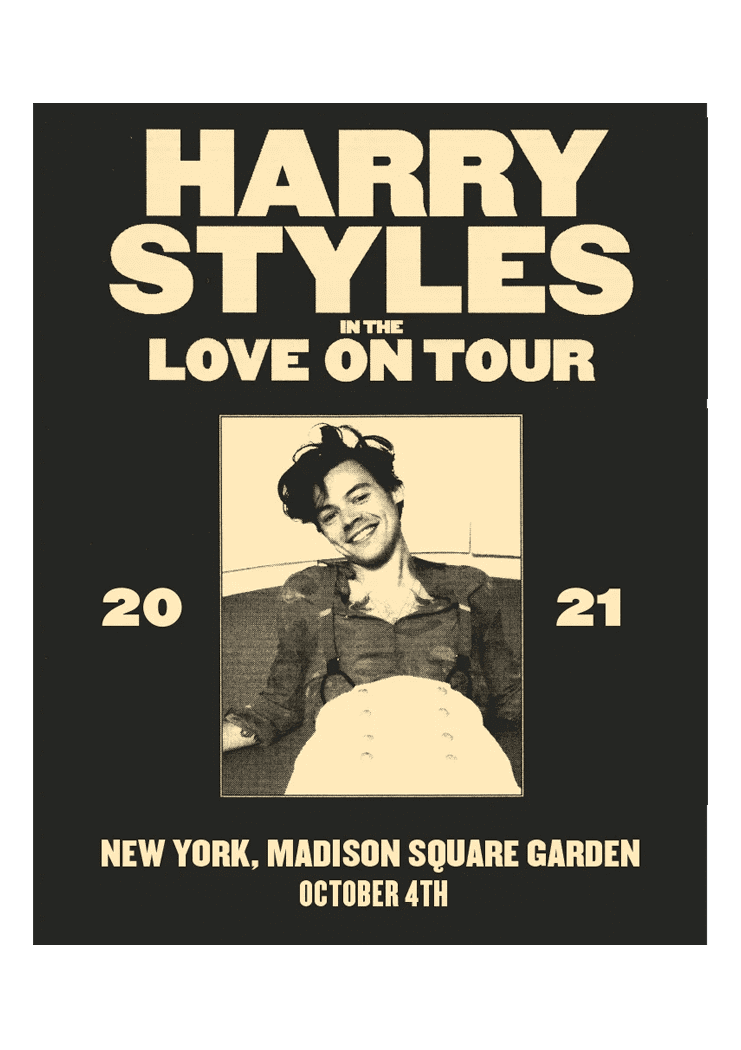 HARRY
STYLES
IN THE
LOVE ON TOUR
20 21
NEW YORK, MADISON SQUARE GARDEN
OCTOBER 4TH